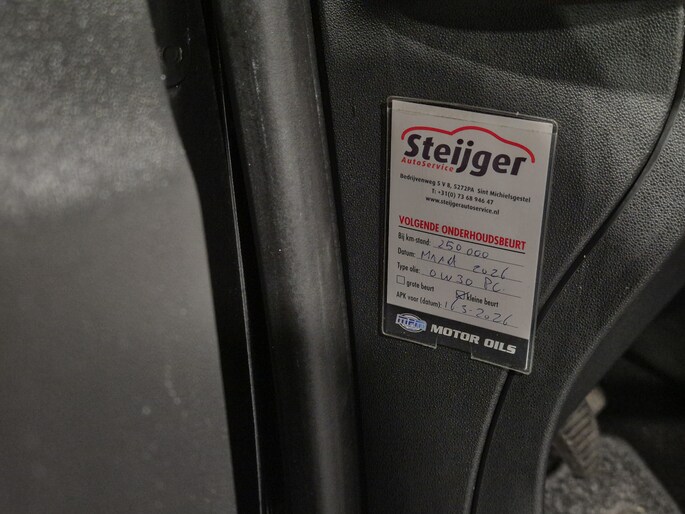 Steijger
AutoService
Bedrijvenweg 5 V 8, 5272PA Sint Michielsgestel
T: +31(0) 73 68 946 47
www.steijgerautoservice.nl
VOLGENDE ONDERHOUDSBEURT
Bij km-stand: 250 000
Datum: Maart 2026
Type olie: 0W30 PC
grote beurt kleine beurt
APK voor (datum): -3-2026
MPM MOTOR OILS